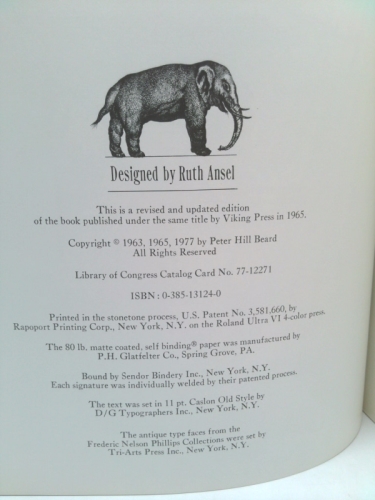 Designed by Ruth Ansel
This is a revised and updated edition
of the book published under the same title by Viking Press in 1965.
Copyright © 1963, 1965, 1977 by Peter Hill Beard
All Rights Reserved
Library of Congress Catalog Card No. 77-12271
ISBN: 0-385-13124-0
Printed in the stonetone process, U.S. Patent No. 3,581,660, by
Rapoport Printing Corp., New York, N.Y. on the Roland Ultra VI 4-color press.
The 80 lb. matte coated, self binding® paper was manufactured by
P.H. Glatfelter Co., Spring Grove, PA.
Bound by Sendor Bindery Inc., New York, N.Y.
Each signature was individually welded by their patented process.
The text was set in 11 pt. Caslon Old Style by
D/G Typographers Inc., New York, N.Y.
The antique type faces from the
Frederic Nelson Phillips Collections were set by
Tri-Arts Press Inc., New York, N.Y.